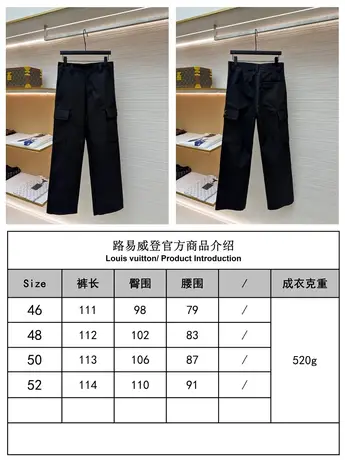 路易威登官方商品介绍
Louis vuitton/ Product Introduction
Size 裤长 臀围 腰围 / 成衣克重
46 111 98 79 /
48 112 102 83 /
50 113 106 87 / 520g
52 114 110 91 /